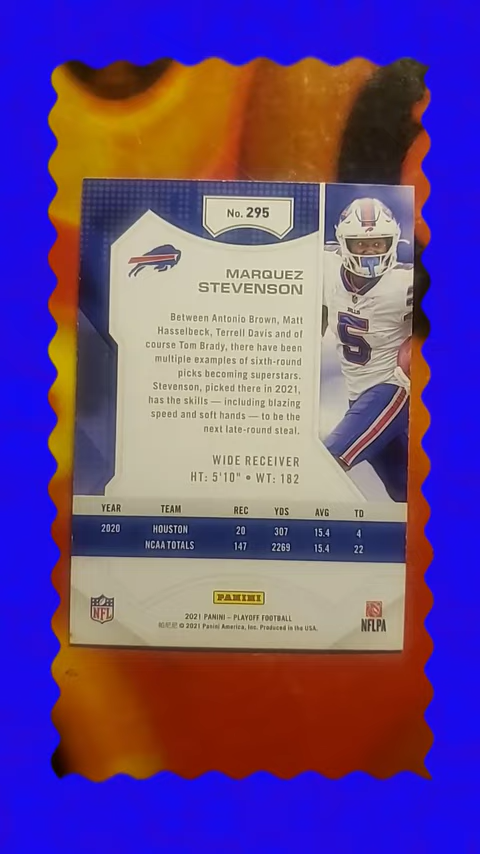 No. 295
MARQUEZ
STEVENSON
Between Antonio Brown, Matt
Hasselbeck, Terrell Davis and of
course Tom Brady, there have been
multiple examples of sixth-round
picks becoming superstars.
Stevenson, picked there in 2021,
has the skills — including blazing
speed and soft hands — to be the
next late-round steal.
WIDE RECEIVER
HT: 5'10" • WT: 182
YEAR TEAM REC YDS AVG TD
2020 HOUSTON 20 307 15.4 4
NCAA TOTALS 147 2269 15.4 22
PANINI
2021 PANINI – PLAYOFF FOOTBALL
© 2021 Panini America, Inc. Produced in the USA.
NFL
NFLPA
BILLS
5